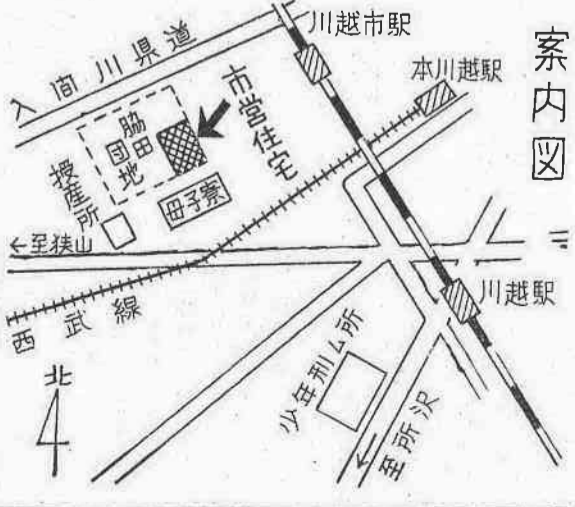 案内図
川越市駅
本川越駅
入間川県道
市営住宅
脇田
団地
母子寮
授産所
←至狭山
西武線
川越駅
少年刑ム所
至所沢
北